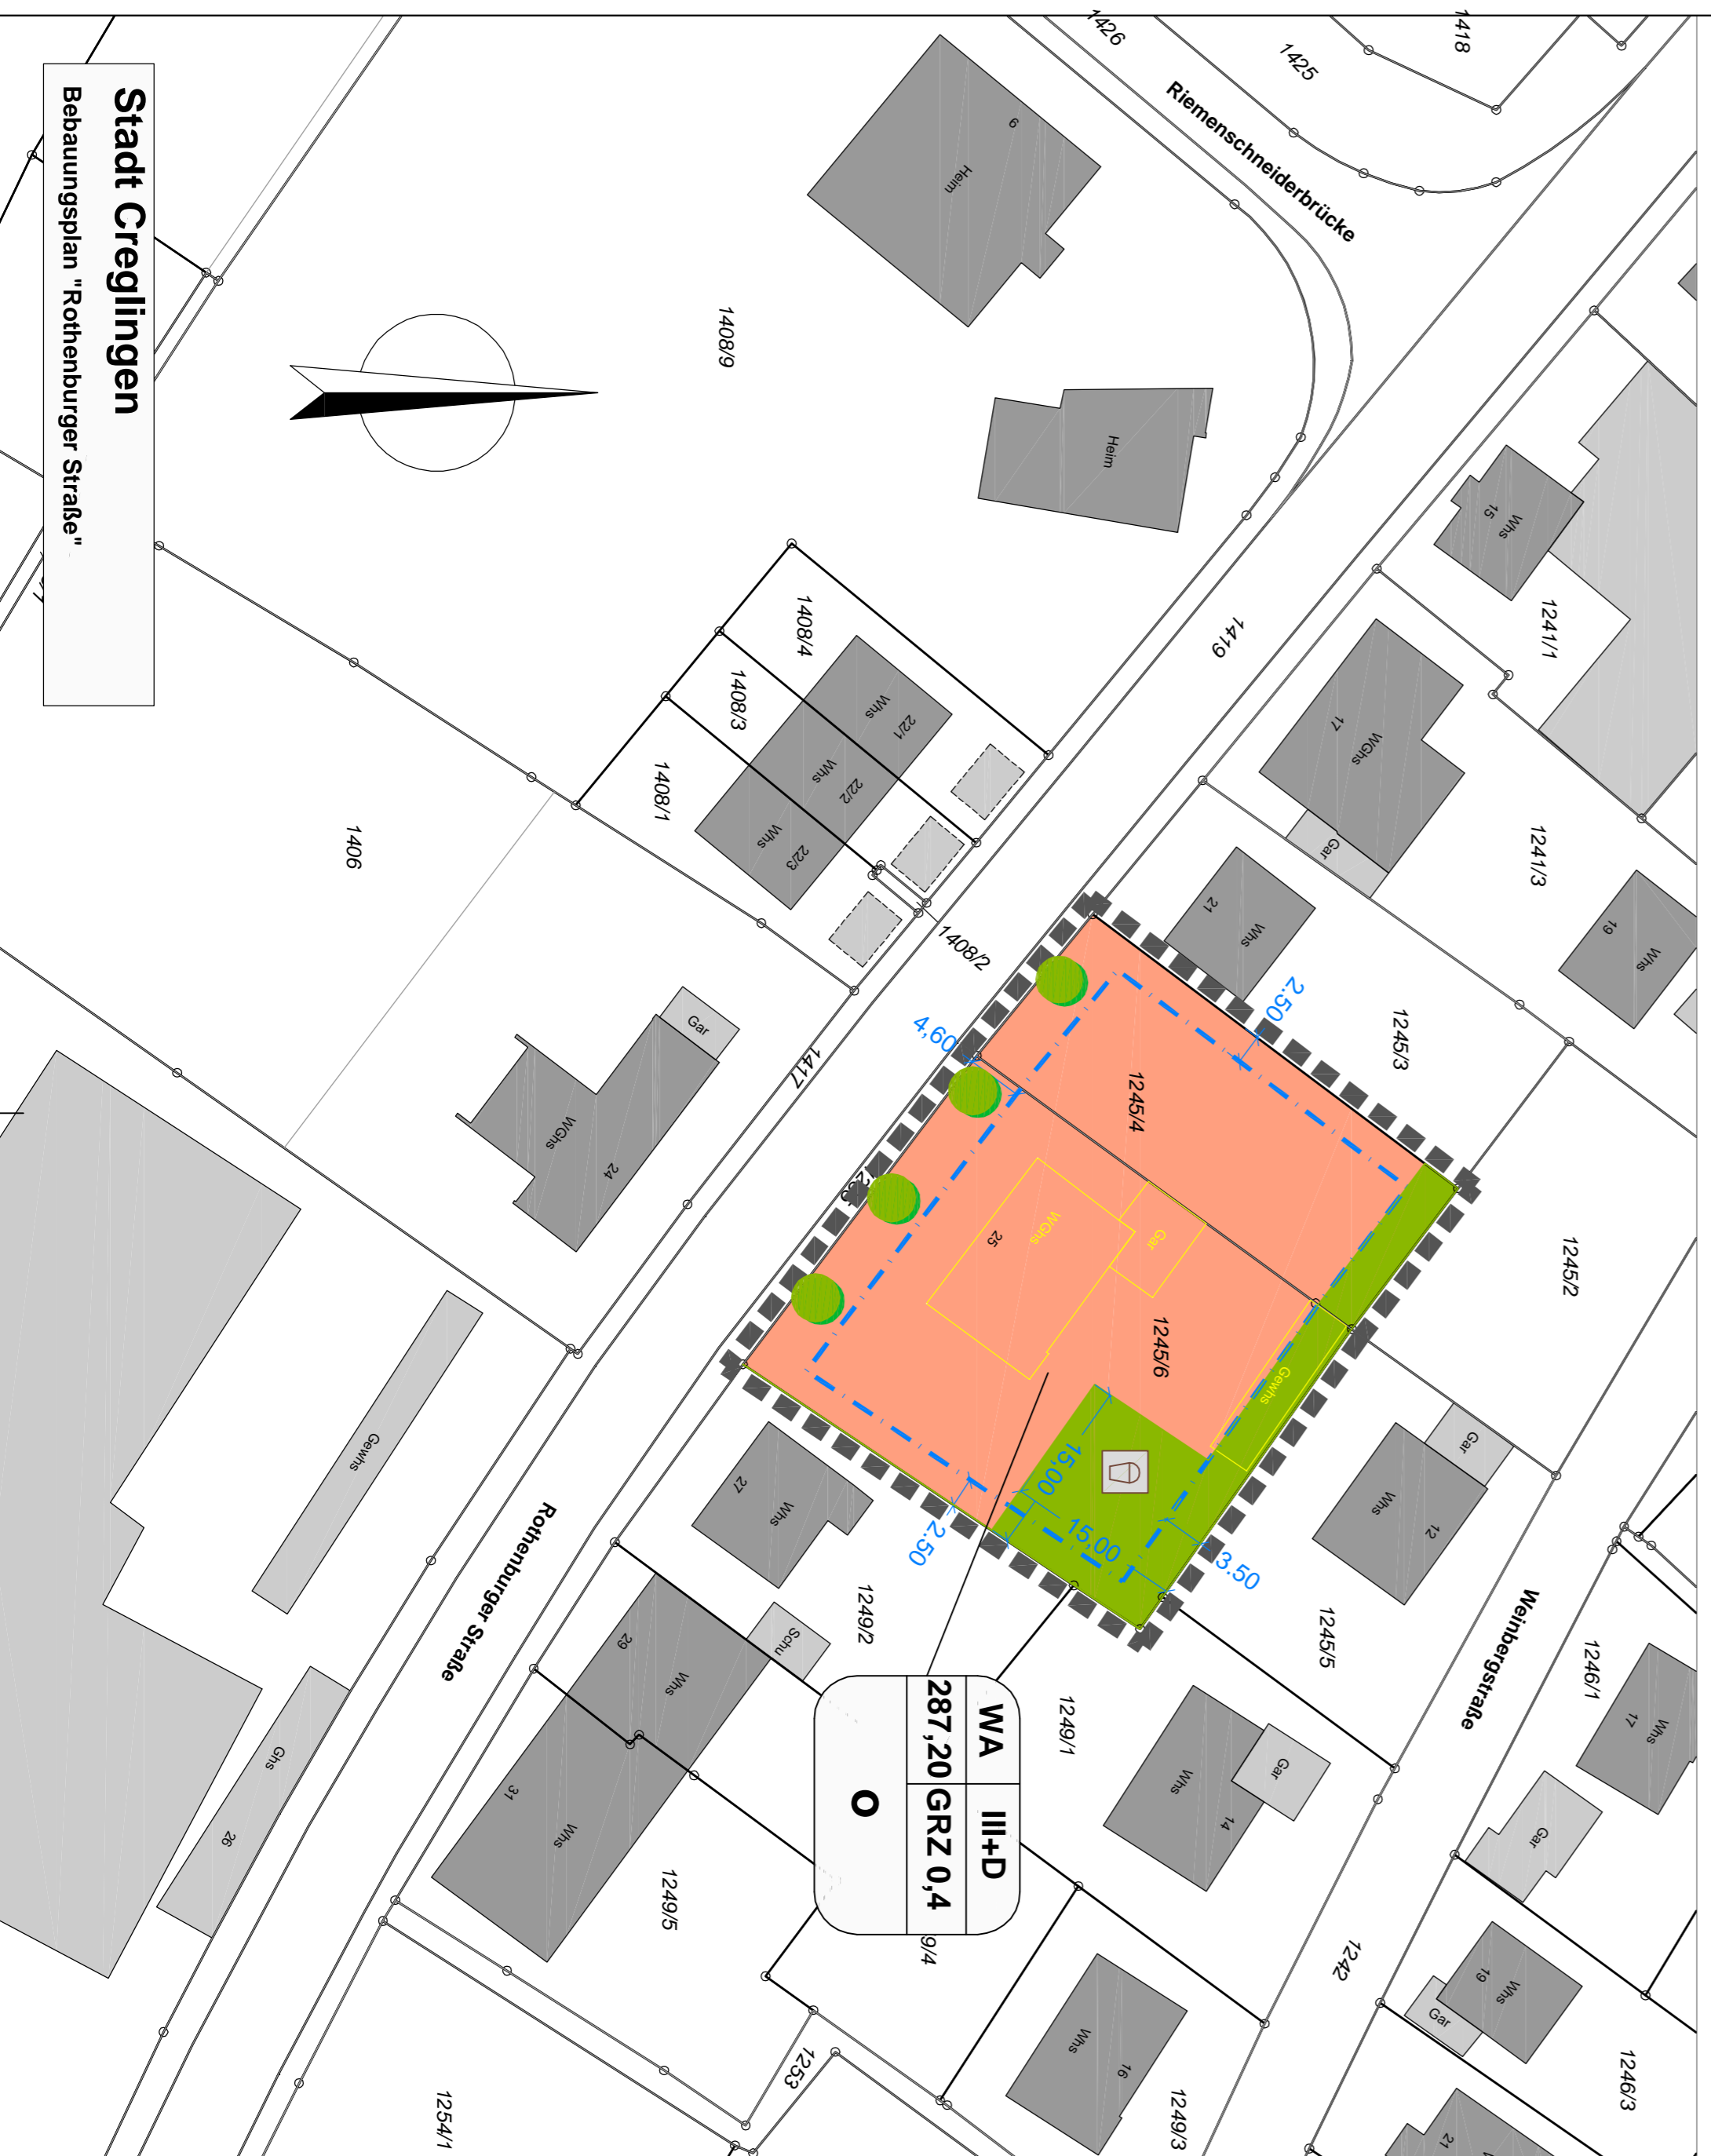 Stadt Creglingen
Bebauungsplan "Rothenburger Straße"
1418
1425
1426
Riemenschneiderbrücke
6
Heim
Heim
1408/9
15
Whs
1241/1
1419
17
WGhs
Gar
1241/3
19
Whs
21
Whs
1245/3
1408/4
1408/3
1408/1
22/1
Whs
22/2
Whs
22/3
Whs
1408/2
1406
1417
Gar
WGhs
24
2.50
4,60
1245/4
1245/2
WGhs
25
Gar
1245/6
Gewhs
15,00
15,00
2.50
3.50
Gar
Whs
12
1245/5
Weinbergstraße
1246/1
17
Whs
Gewhs
Rothenburger Straße
27
Whs
1249/2
Schu
29
Whs
31
Whs
1249/1
WA
III+D
287,20
GRZ 0,4
o
9/4
Gar
Whs
14
Gar
1242
19
Whs
Gar
1246/3
Ghs
26
1249/5
1253
Whs
16
1249/3
1254/1
21